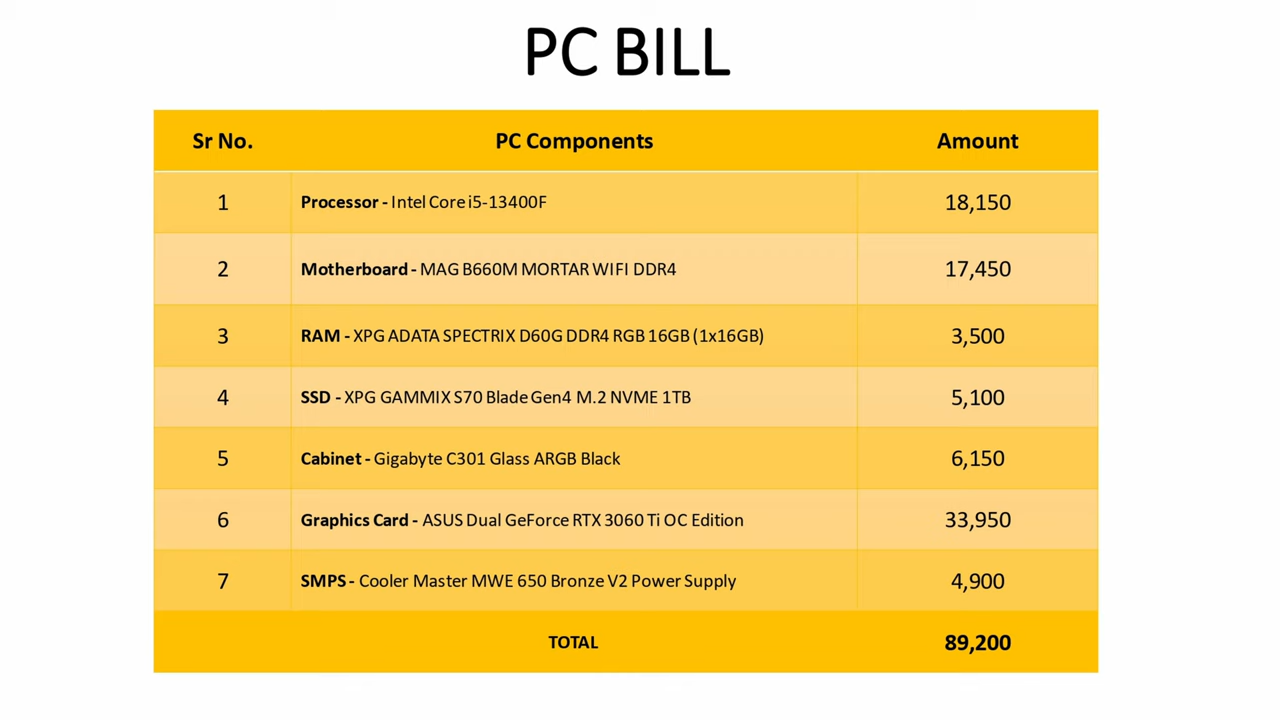 PC BILL
Sr No. PC Components Amount
1 Processor - Intel Core i5-13400F 18,150
2 Motherboard - MAG B660M MORTAR WIFI DDR4 17,450
3 RAM - XPG ADATA SPECTRIX D60G DDR4 RGB 16GB (1x16GB) 3,500
4 SSD - XPG GAMMIX S70 Blade Gen4 M.2 NVME 1TB 5,100
5 Cabinet - Gigabyte C301 Glass ARGB Black 6,150
6 Graphics Card - ASUS Dual GeForce RTX 3060 Ti OC Edition 33,950
7 SMPS - Cooler Master MWE 650 Bronze V2 Power Supply 4,900
TOTAL 89,200